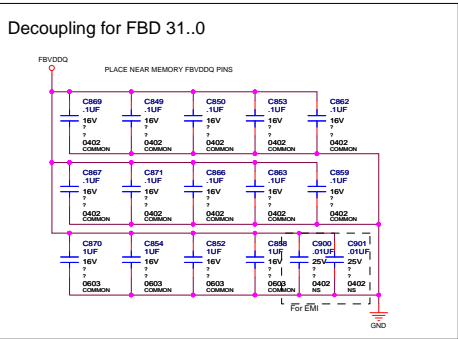 Decoupling for FBD 31..0
FBVDDQ
PLACE NEAR MEMORY FBVDDQ PINS
C869 C849 C850 C853 C862
.1UF .1UF .1UF .1UF .1UF
16V 16V 16V 16V 16V
? ? ? ? ?
? ? ? ? ?
0402 0402 0402 0402 0402
COMMON COMMON COMMON COMMON COMMON
C867 C871 C866 C863 C859
.1UF .1UF .1UF .1UF .1UF
16V 16V 16V 16V 16V
? ? ? ? ?
? ? ? ? ?
0402 0402 0402 0402 0402
COMMON COMMON COMMON COMMON COMMON
C870 C854 C852 C858 C900 C901
1UF 1UF 1UF 1UF .01UF .01UF
16V 16V 16V 16V 25V 25V
? ? ? ? ? ?
? ? ? ? ? ?
0603 0603 0603 0603 0402 0402
COMMON COMMON COMMON COMMON NS NS
For EMI
GND